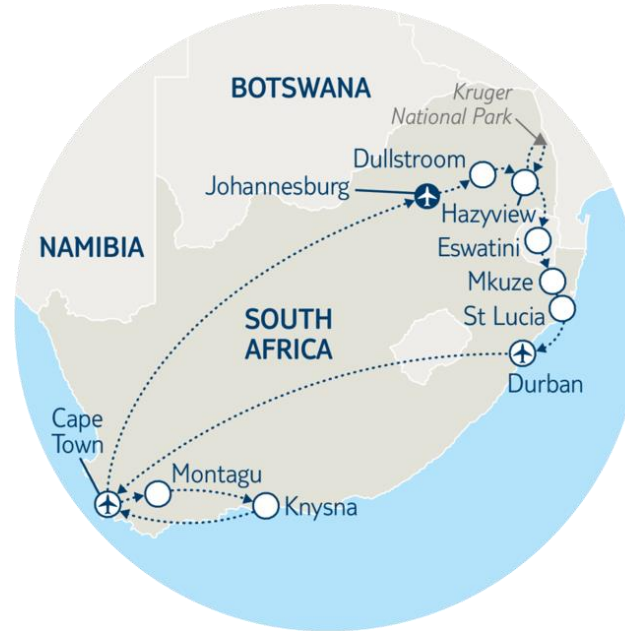 BOTSWANA
Kruger
National Park
Dullstroom
Johannesburg
Hazyview
NAMIBIA
Eswatini
Mkuze
SOUTH
AFRICA
St Lucia
Durban
Cape
Town
Montagu
Knysna